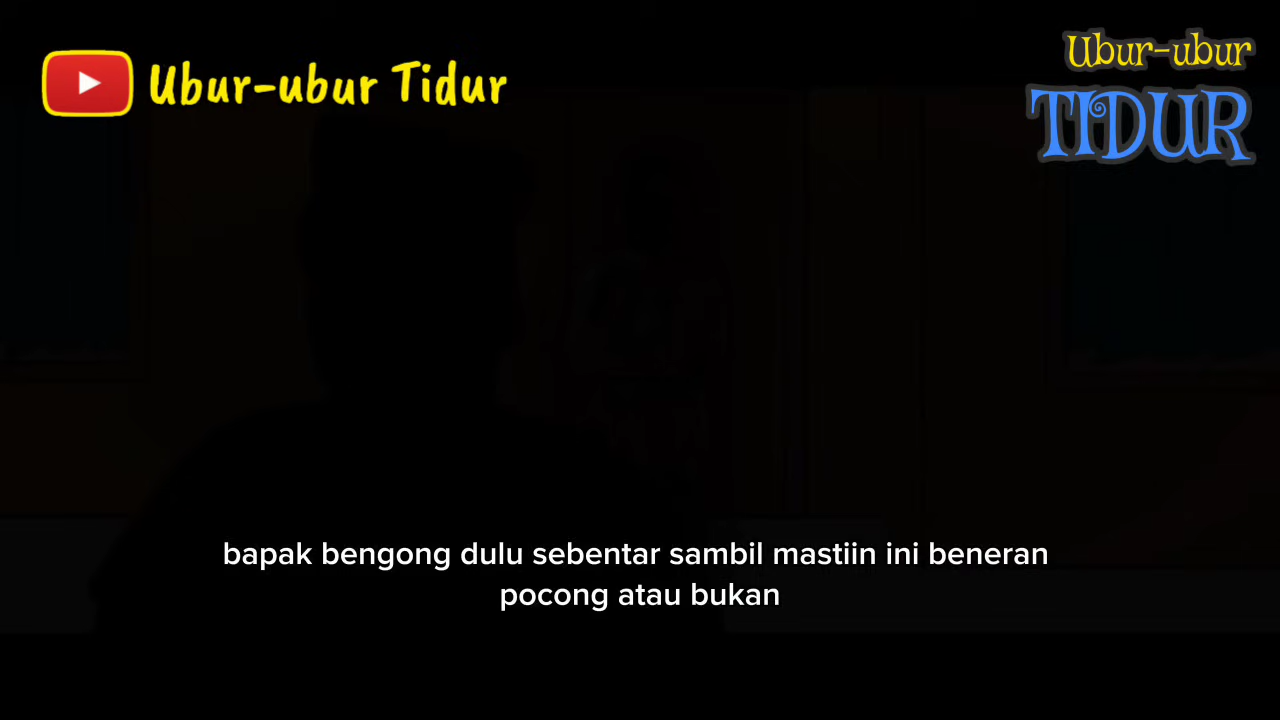 Ubur-ubur Tidur
Ubur-ubur
TIDUR
bapak bengong dulu sebentar sambil mastiin ini beneran
pocong atau bukan